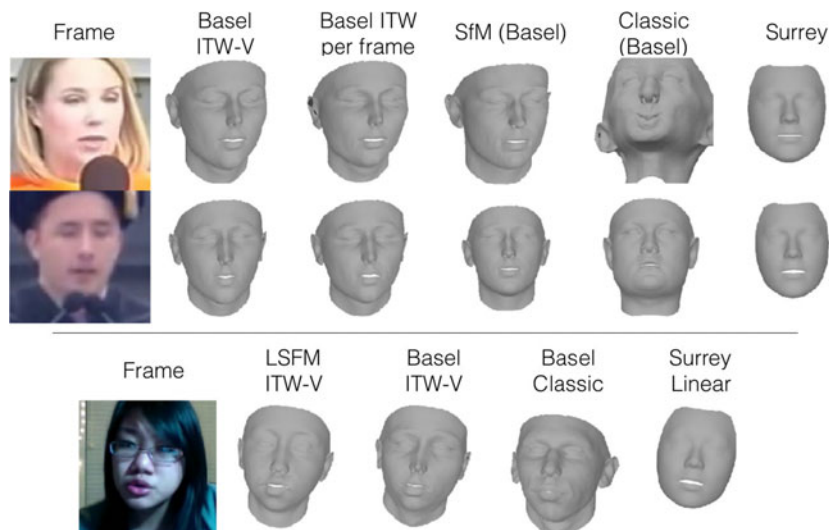 Frame
Basel
ITW-V
Basel ITW
per frame
SfM (Basel)
Classic
(Basel)
Surrey
Frame
LSFM
ITW-V
Basel
ITW-V
Basel
Classic
Surrey
Linear